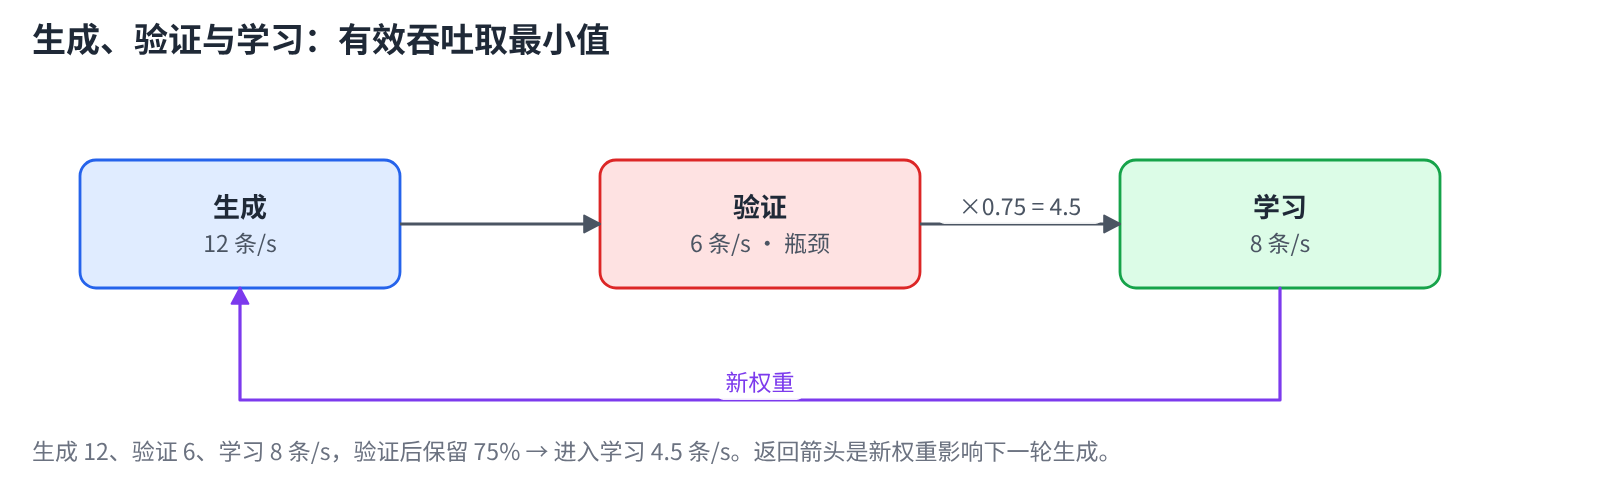 生成、验证与学习：有效吞吐取最小值
生成
12 条/s
验证
6 条/s · 瓶颈
×0.75 = 4.5
学习
8 条/s
新权重
生成 12、验证 6、学习 8 条/s，验证后保留 75% → 进入学习 4.5 条/s。返回箭头是新权重影响下一轮生成。